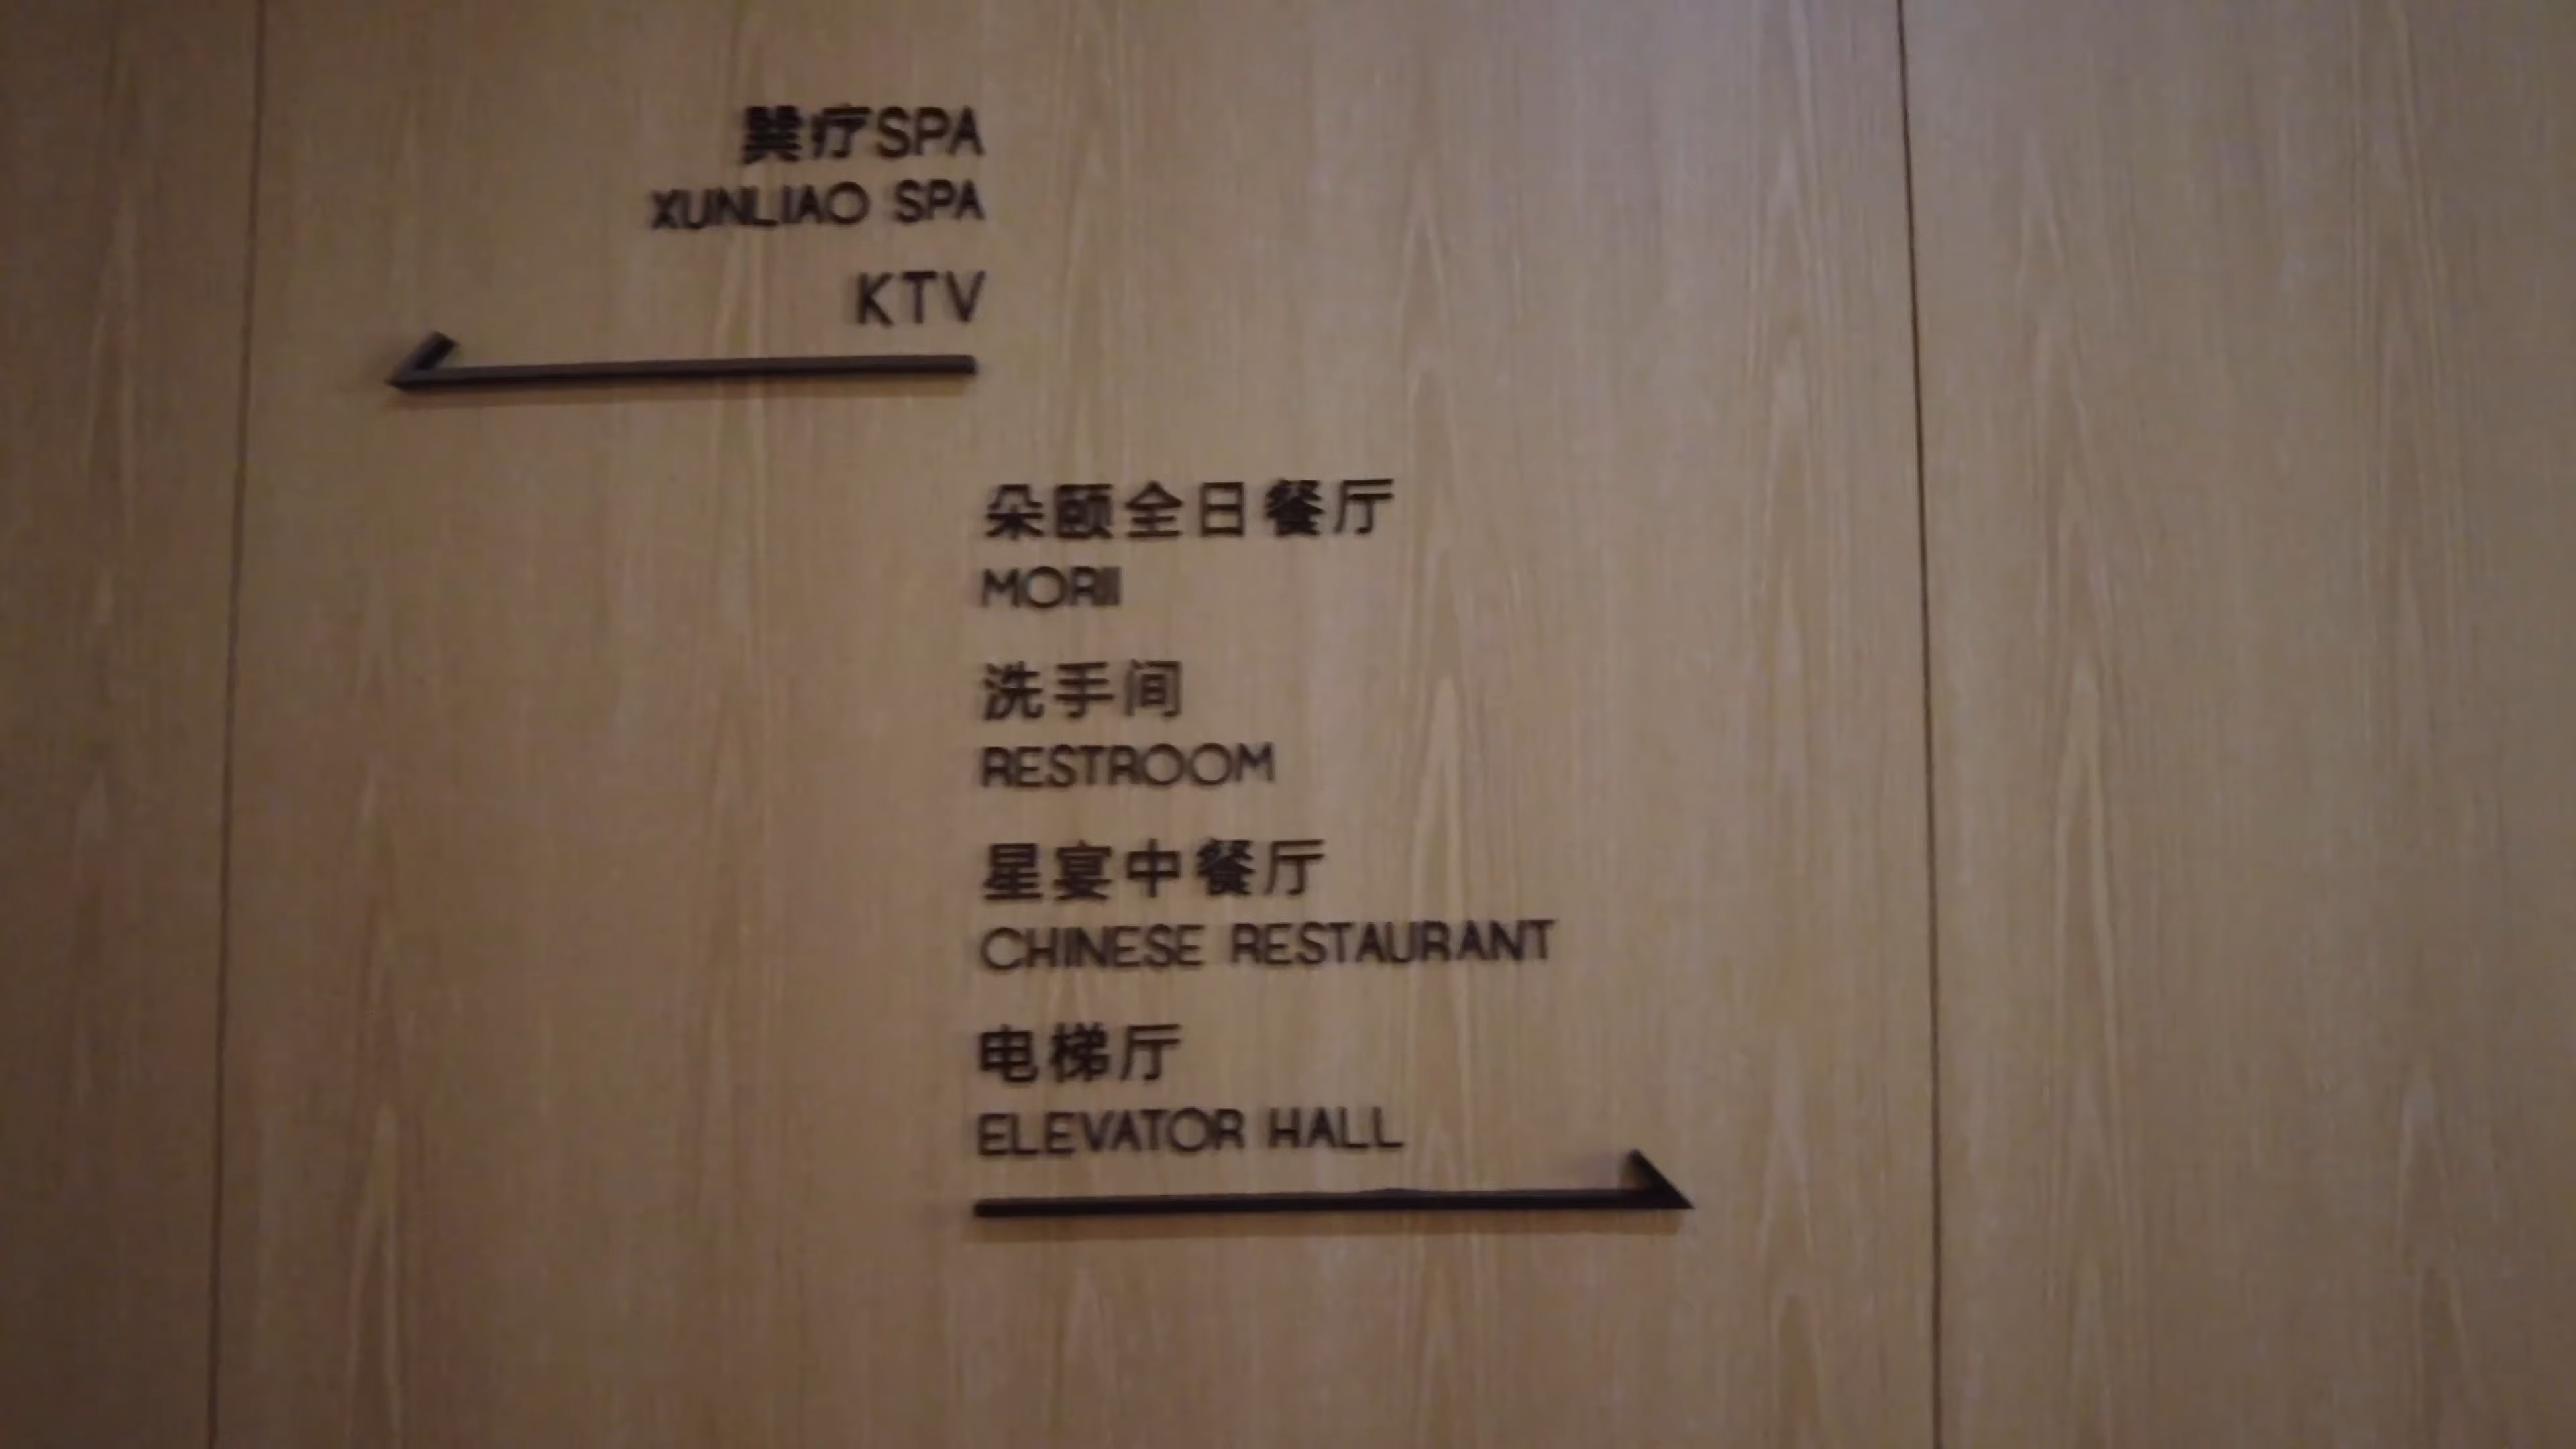 巽疗SPA
XUNLIAO SPA
KTV
朵颐全日餐厅
MORII
洗手间
RESTROOM
星宴中餐厅
CHINESE RESTAURANT
电梯厅
ELEVATOR HALL